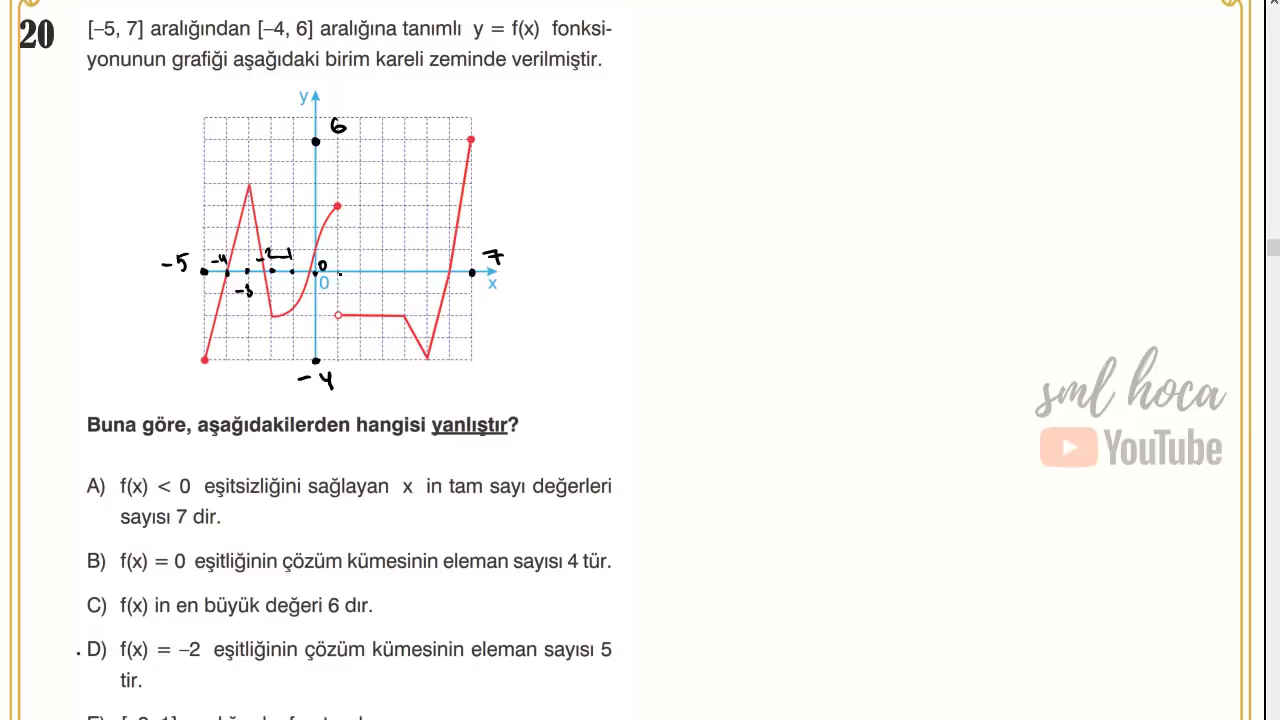 20
[–5, 7] aralığından [–4, 6] aralığına tanımlı y = f(x) fonksi-
yonunun grafiği aşağıdaki birim kareli zeminde verilmiştir.
y
6
-5 -4 -3 -2 -1 0 7
0 x
-4
Buna göre, aşağıdakilerden hangisi yanlıştır?
A) f(x) < 0 eşitsizliğini sağlayan x in tam sayı değerleri
sayısı 7 dir.
B) f(x) = 0 eşitliğinin çözüm kümesinin eleman sayısı 4 tür.
C) f(x) in en büyük değeri 6 dır.
. D) f(x) = –2 eşitliğinin çözüm kümesinin eleman sayısı 5
tir.
sml hoca
YouTube